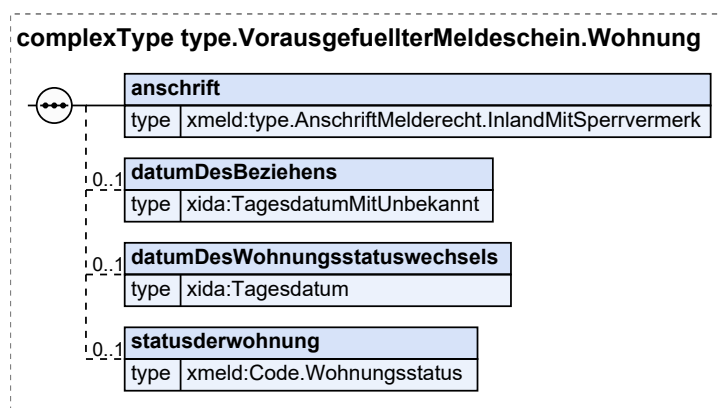 complexType type.VorausgefuellterMeldeschein.Wohnung
anschrift
type xmeld:type.AnschriftMelderecht.InlandMitSperrvermerk
0..1 datumDesBeziehens
type xida:TagesdatumMitUnbekannt
0..1 datumDesWohnungsstatuswechsels
type xida:Tagesdatum
0..1 statusderwohnung
type xmeld:Code.Wohnungsstatus